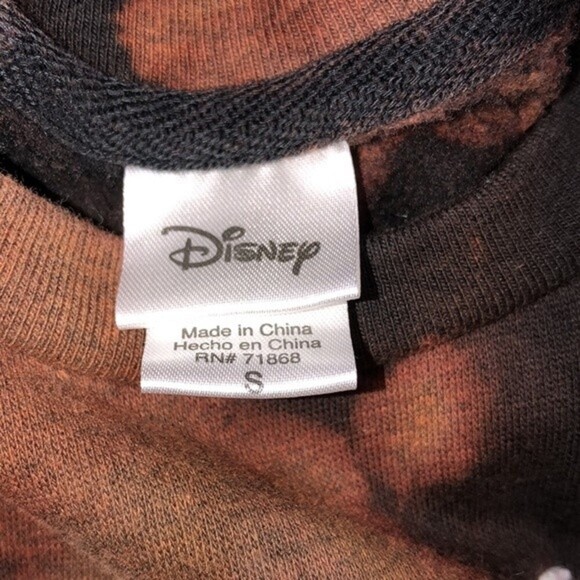 Disney
Made in China
Hecho en China
RN# 71868
S